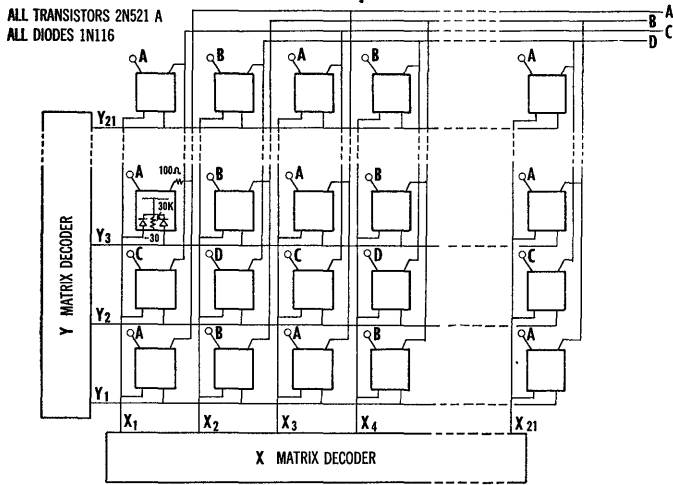 ALL TRANSISTORS 2N521 A
ALL DIODES 1N116
A
B
C
D
A B A B A
Y21
A 100Ω B A B A
30K
-30
Y3
C D C D C
Y2
A B A B A
Y1
X1 X2 X3 X4 X21
Y MATRIX DECODER
X MATRIX DECODER